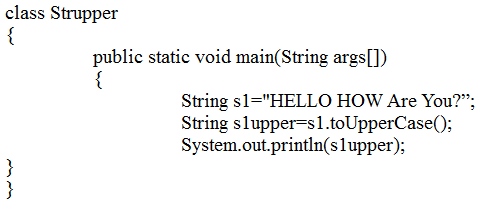 class Strupper
{
public static void main(String args[])
{
String s1="HELLO HOW Are You?”;
String s1upper=s1.toUpperCase();
System.out.println(s1upper);
}
}